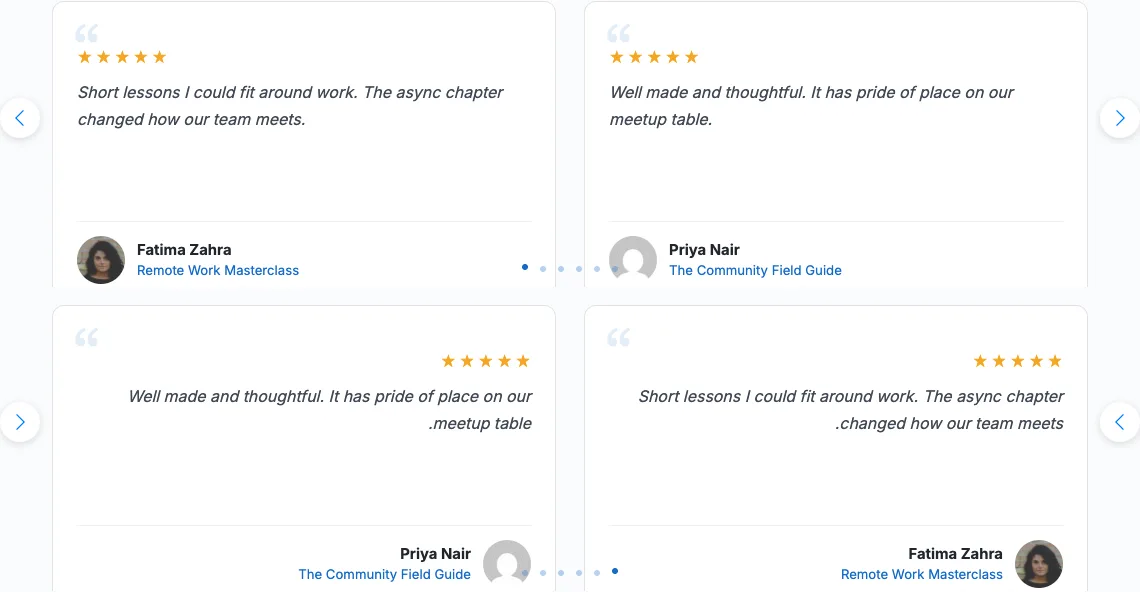 “
★★★★★
Short lessons I could fit around work. The async chapter
changed how our team meets.
Fatima Zahra
Remote Work Masterclass
“
★★★★★
Well made and thoughtful. It has pride of place on our
meetup table.
Priya Nair
The Community Field Guide
“
★★★★★
Well made and thoughtful. It has pride of place on our
.meetup table
Priya Nair
The Community Field Guide
“
★★★★★
Short lessons I could fit around work. The async chapter
.changed how our team meets
Fatima Zahra
Remote Work Masterclass